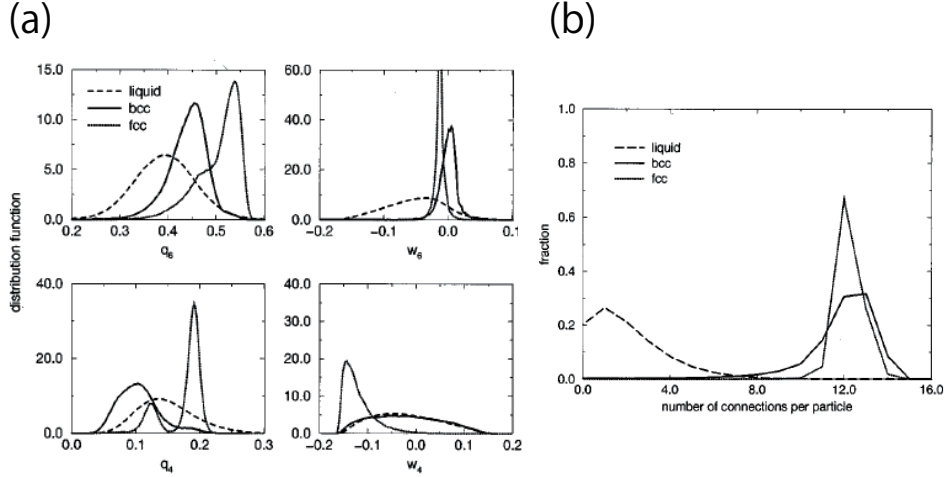 (a)
(b)
distribution function
15.0
10.0
5.0
0.0
0.2 0.3 0.4 0.5 0.6
q6
liquid
bcc
fcc
60.0
40.0
20.0
0.0
−0.2 −0.1 0.0 0.1
w6
40.0
30.0
20.0
10.0
0.0
0.0 0.1 0.2 0.3
q4
40.0
30.0
20.0
10.0
0.0
−0.2 −0.1 0.0 0.1 0.2
w4
fraction
1.0
0.8
0.6
0.4
0.2
0.0
0.0 4.0 8.0 12.0 16.0
number of connections per particle
liquid
bcc
fcc